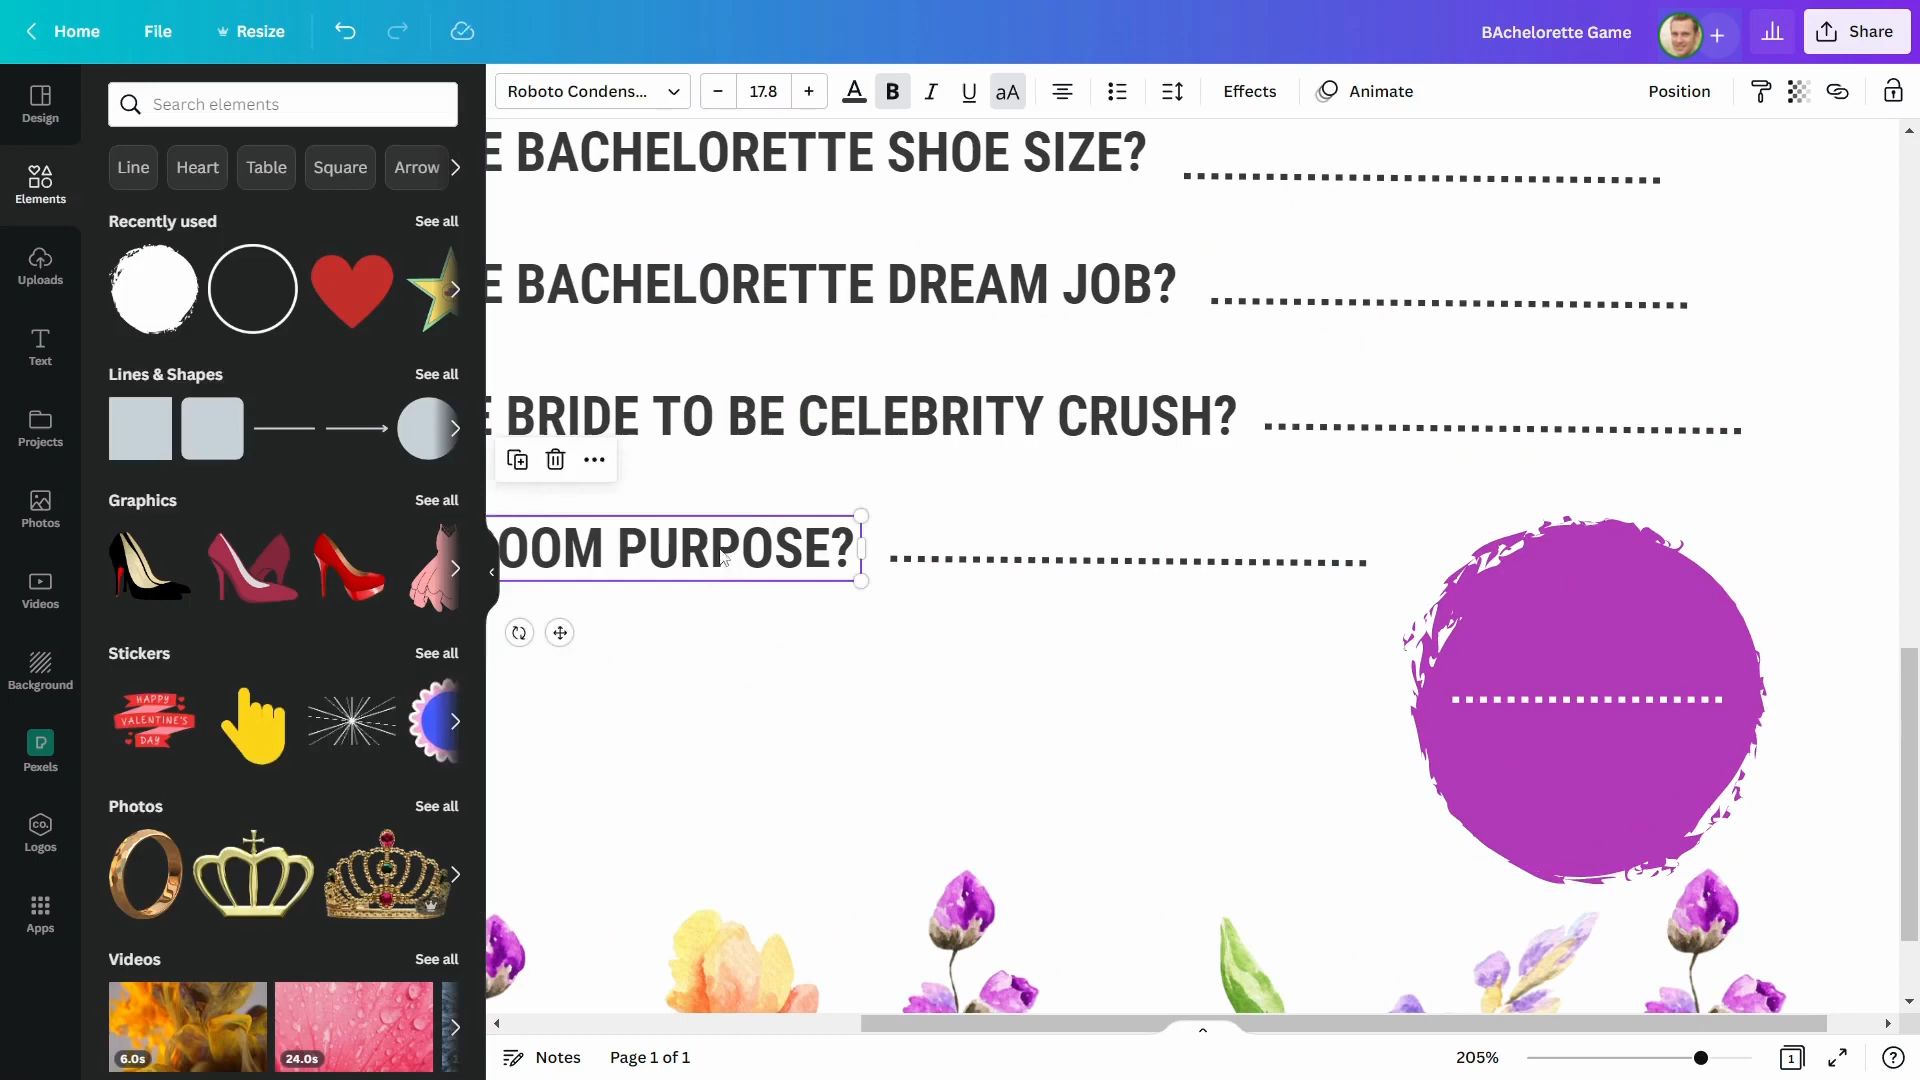 Home
File
Resize
BAchelorette Game
Share
Design
Elements
Uploads
Text
Projects
Photos
Videos
Background
Pexels
Logos
Apps
Search elements
Line
Heart
Table
Square
Arrow
Recently used
See all
Lines & Shapes
See all
Graphics
See all
Stickers
See all
HAPPY
VALENTINE'S
DAY
Photos
See all
Videos
See all
6.0s
24.0s
Roboto Condens...
17.8
A
B
I
U
aA
Effects
Animate
Position
E BACHELORETTE SHOE SIZE?
E BACHELORETTE DREAM JOB?
E BRIDE TO BE CELEBRITY CRUSH?
OOM PURPOSE?
Notes
Page 1 of 1
205%
1